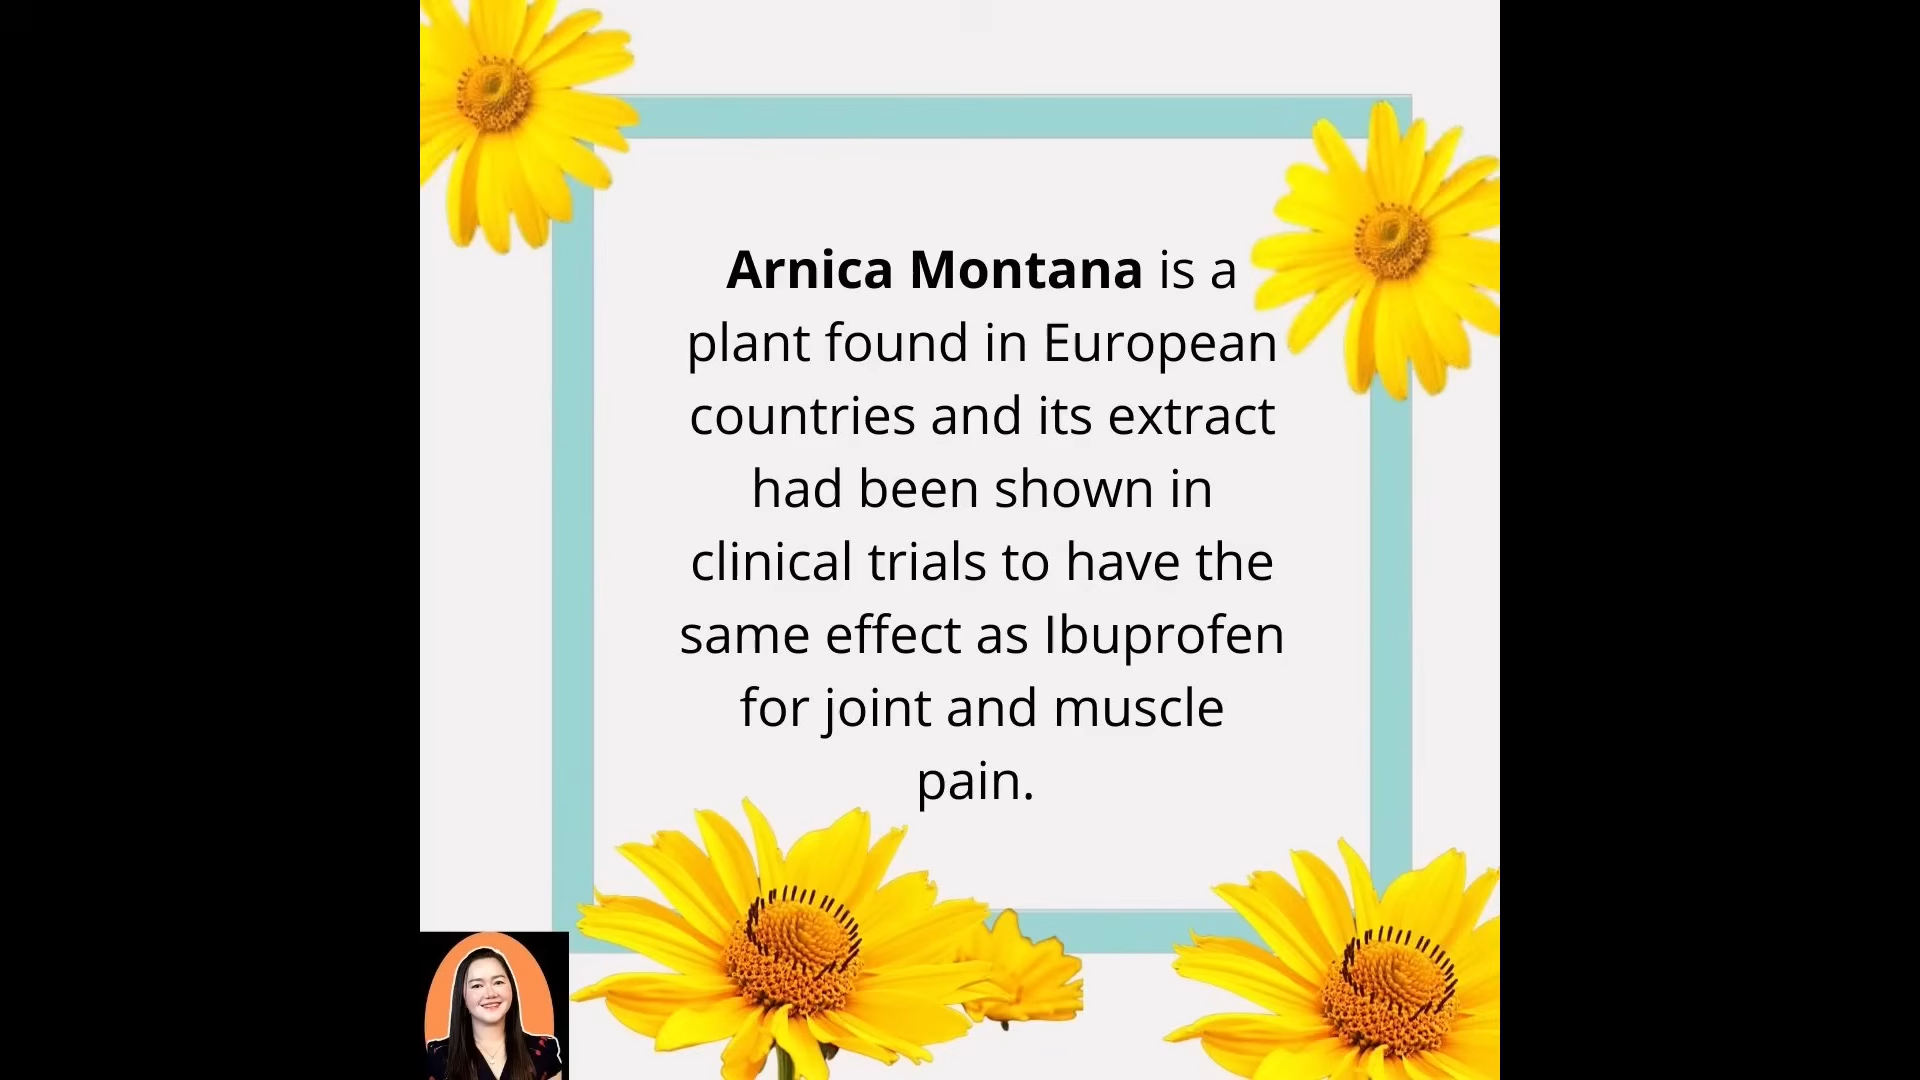 Arnica Montana is a
plant found in European
countries and its extract
had been shown in
clinical trials to have the
same effect as Ibuprofen
for joint and muscle
pain.